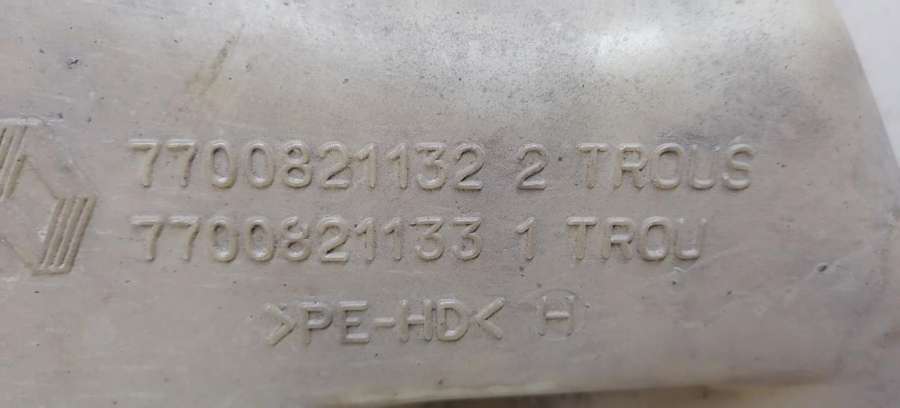 7700821132 2 TROUS
7700821133 1 TROU
>PE-HD< H